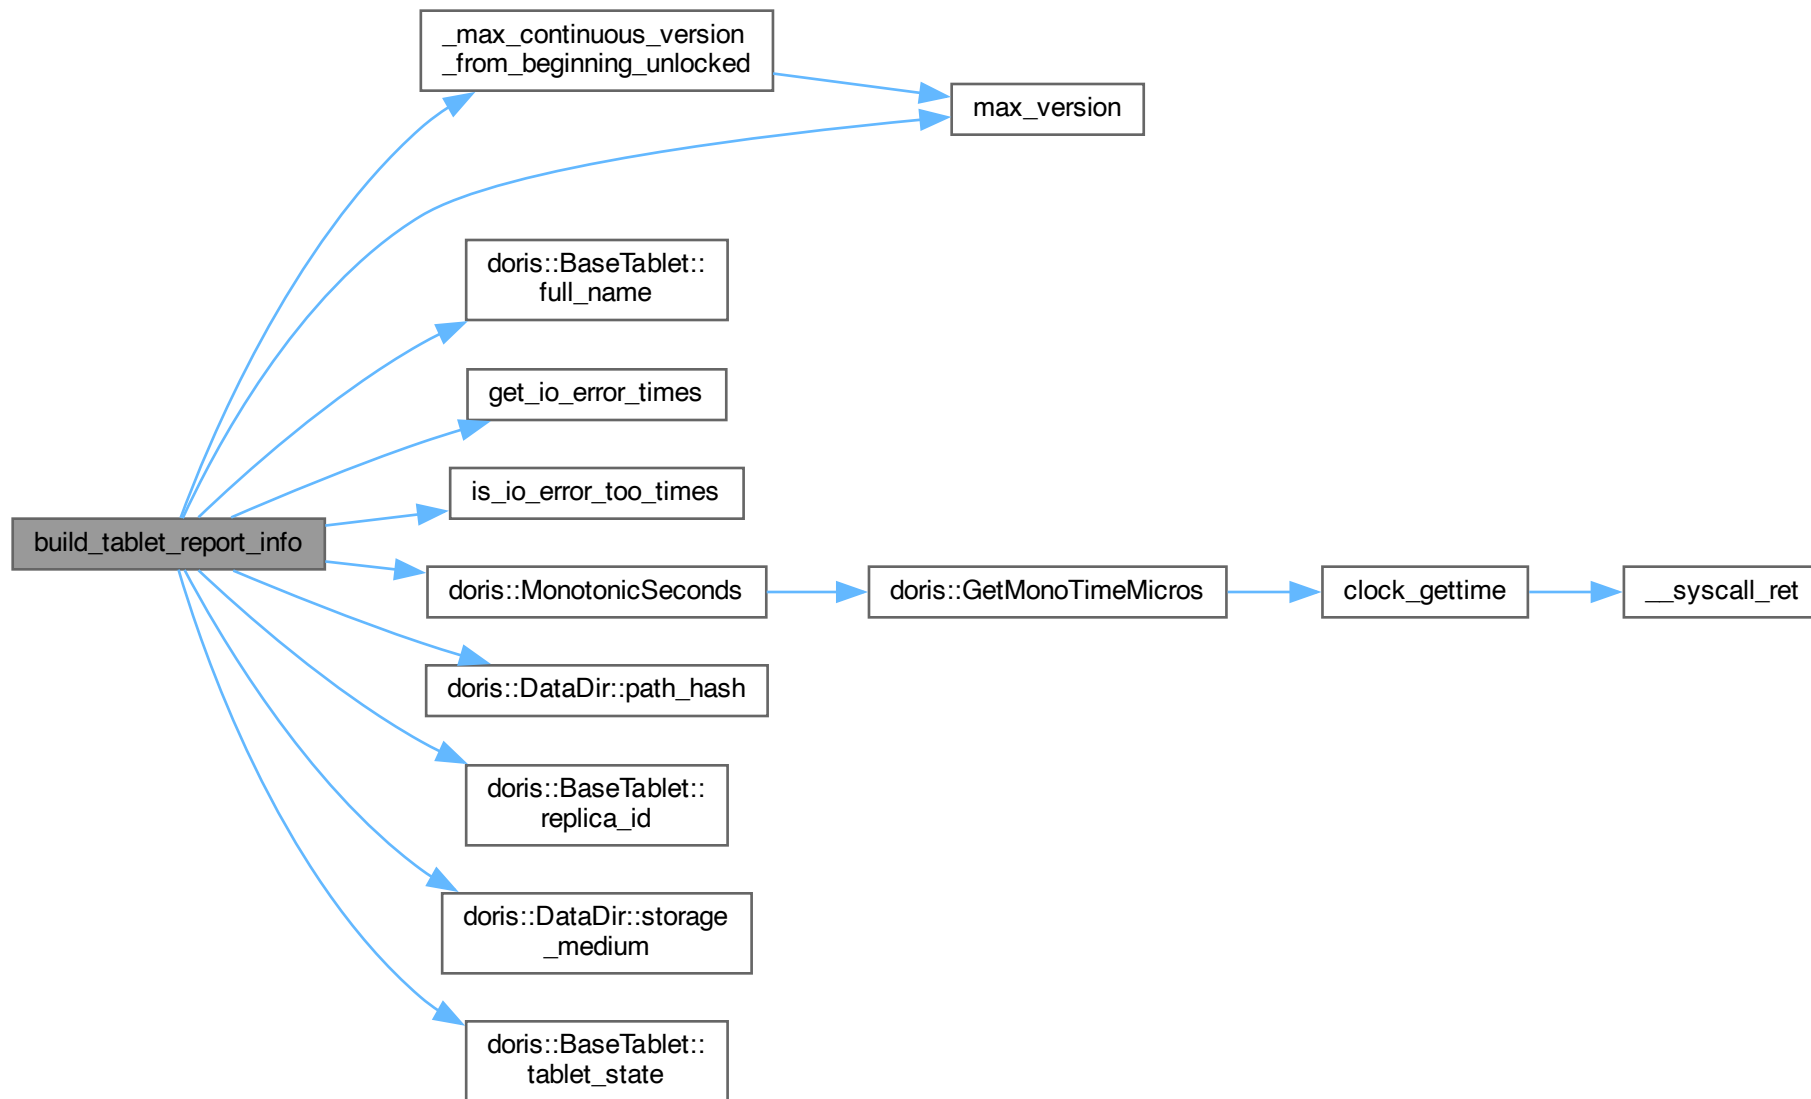 _max_continuous_version
_from_beginning_unlocked
max_version
doris::BaseTablet::
full_name
get_io_error_times
is_io_error_too_times
build_tablet_report_info
doris::MonotonicSeconds
doris::GetMonoTimeMicros
clock_gettime
__syscall_ret
doris::DataDir::path_hash
doris::BaseTablet::
replica_id
doris::DataDir::storage
_medium
doris::BaseTablet::
tablet_state